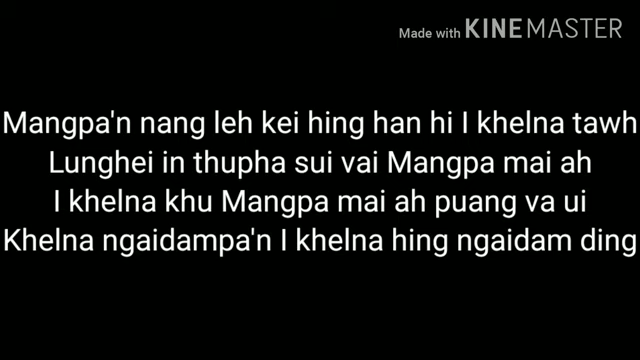 Made with KINEMASTER
Mangpa'n nang leh kei hing han hi I khelna tawh
Lunghei in thupha sui vai Mangpa mai ah
I khelna khu Mangpa mai ah puang va ui
Khelna ngaidampa'n I khelna hing ngaidam ding